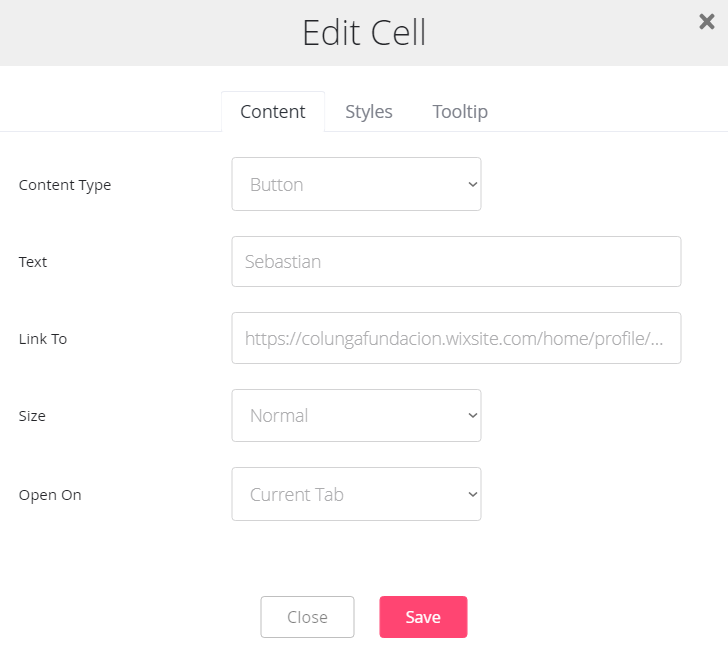 Edit Cell
Content Styles Tooltip
Content Type Button
Text Sebastian
Link To https://colungafundacion.wixsite.com/home/profile/...
Size Normal
Open On Current Tab
Close Save